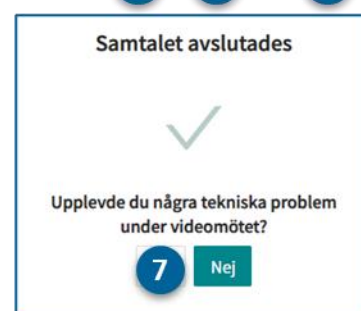 Samtalet avslutades
Upplevde du några tekniska problem
under videomötet?
7 Nej